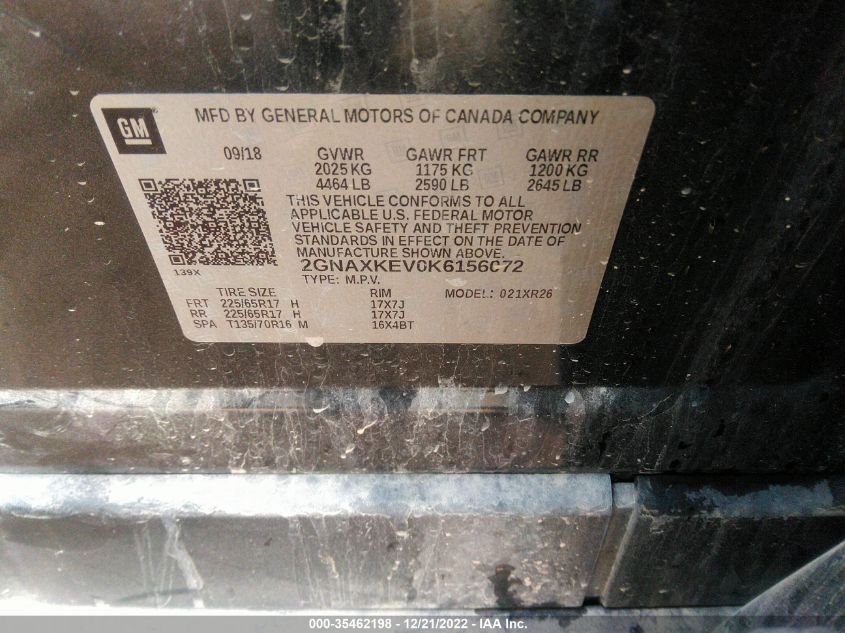 GM
MFD BY GENERAL MOTORS OF CANADA COMPANY
09/18 GVWR GAWR FRT GAWR RR
2025 KG 1175 KG 1200 KG
4464 LB 2590 LB 2645 LB
THIS VEHICLE CONFORMS TO ALL
APPLICABLE U.S. FEDERAL MOTOR
VEHICLE SAFETY AND THEFT PREVENTION
STANDARDS IN EFFECT ON THE DATE OF
MANUFACTURE SHOWN ABOVE
139X
2GNAXKEV0K6156072
TYPE: M.P.V.
TIRE SIZE RIM MODEL: 021XR26
FRT 225/65R17 H 17X7J
RR 225/65R17 H 17X7J
SPA T135/70R16 M 16X4BT
000-35462198 - 12/21/2022 - IAA Inc.